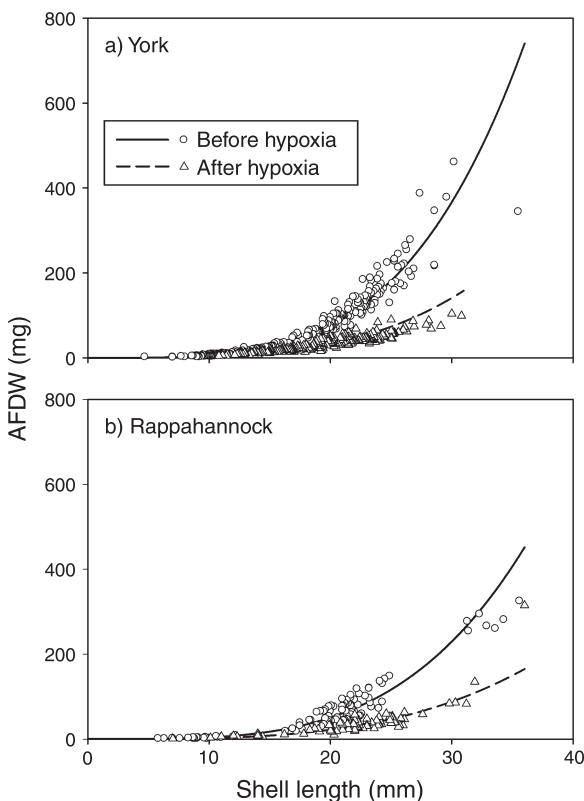 800
a) York
600
Before hypoxia
After hypoxia
400
200
0
AFDW (mg)
800
b) Rappahannock
600
400
200
0
0 10 20 30 40
Shell length (mm)